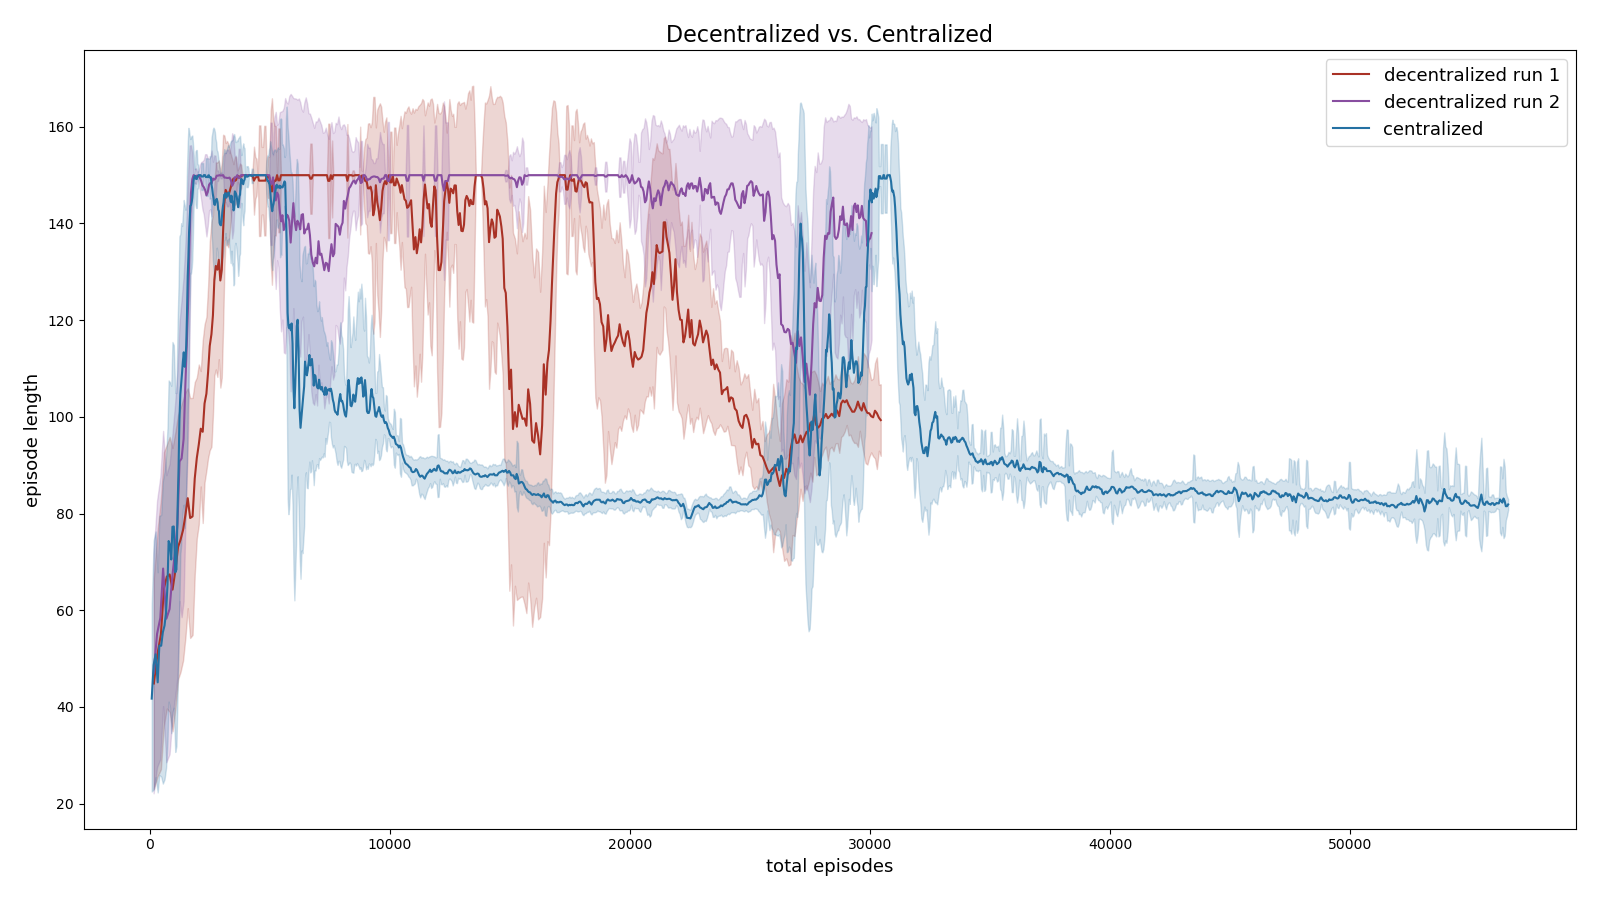 Decentralized vs. Centralized
decentralized run 1
decentralized run 2
centralized
160
140
120
100
80
60
40
20
episode length
0 10000 20000 30000 40000 50000
total episodes